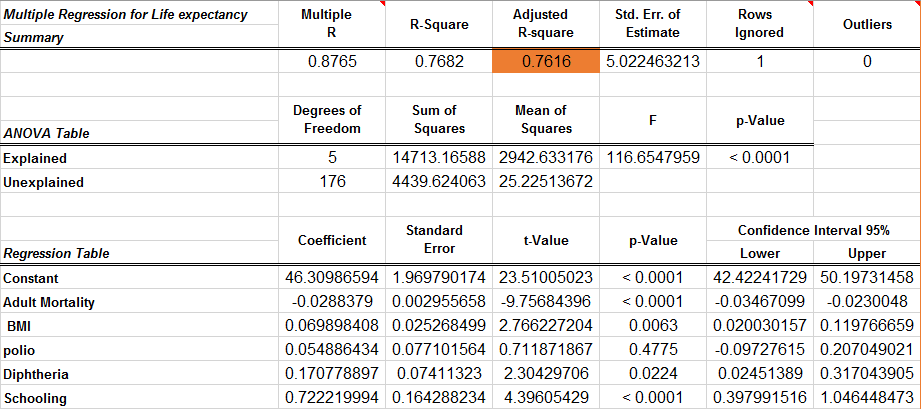 Multiple Regression for Life expectancy Multiple R-Square Adjusted Std. Err. of Rows Outliers
Summary R R-square Estimate Ignored
0.8765 0.7682 0.7616 5.022463213 1 0
Degrees of Sum of Mean of F p-Value
ANOVA Table Freedom Squares Squares
Explained 5 14713.16588 2942.633176 116.6547959 < 0.0001
Unexplained 176 4439.624063 25.22513672
Coefficient Standard t-Value p-Value Confidence Interval 95%
Regression Table Error Lower Upper
Constant 46.30986594 1.969790174 23.51005023 < 0.0001 42.42241729 50.19731458
Adult Mortality -0.0288379 0.002955658 -9.75684396 < 0.0001 -0.03467099 -0.0230048
BMI 0.069898408 0.025268499 2.766227204 0.0063 0.020030157 0.119766659
polio 0.054886434 0.077101564 0.711871867 0.4775 -0.09727615 0.207049021
Diphtheria 0.170778897 0.07411323 2.30429706 0.0224 0.02451389 0.317043905
Schooling 0.722219994 0.164288234 4.39605429 < 0.0001 0.397991516 1.046448473